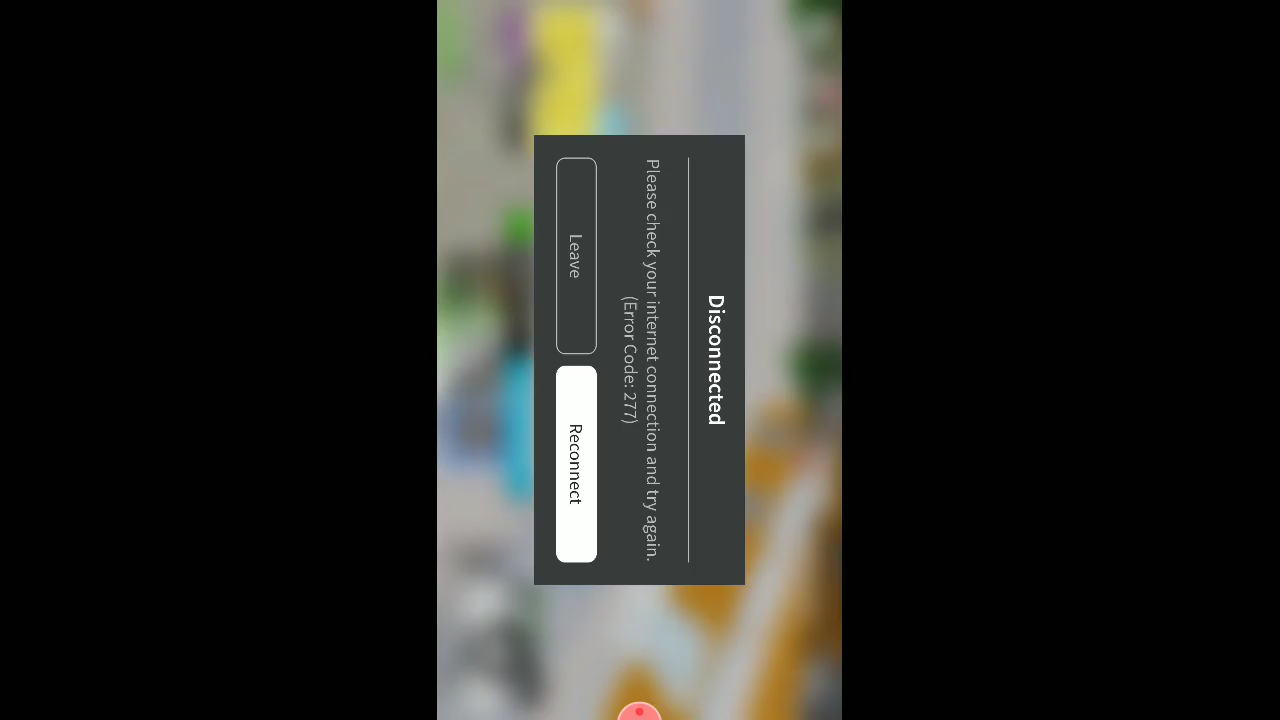 Disconnected
Please check your internet connection and try again.
(Error Code: 277)
Leave
Reconnect